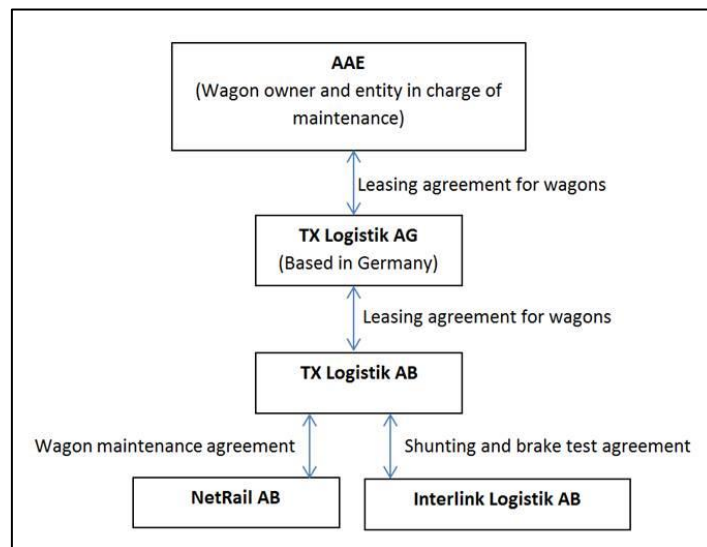 AAE
(Wagon owner and entity in charge of
maintenance)
Leasing agreement for wagons
TX Logistik AG
(Based in Germany)
Leasing agreement for wagons
TX Logistik AB
Wagon maintenance agreement
Shunting and brake test agreement
NetRail AB
Interlink Logistik AB